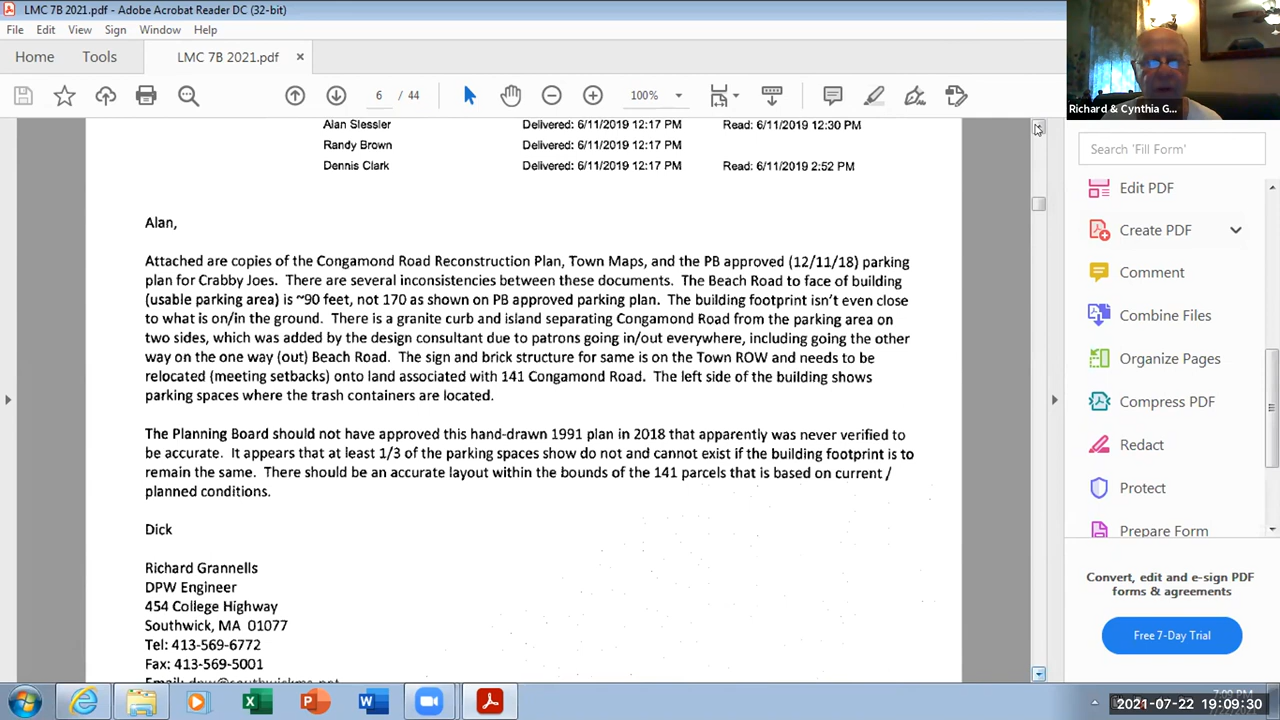 LMC 7B 2021.pdf - Adobe Acrobat Reader DC (32-bit)
File Edit View Sign Window Help
Home Tools LMC 7B 2021.pdf ×
6 / 44 100%
Richard & Cynthia G...
Alan Slessler Delivered: 6/11/2019 12:17 PM Read: 6/11/2019 12:30 PM
Randy Brown Delivered: 6/11/2019 12:17 PM
Dennis Clark Delivered: 6/11/2019 12:17 PM Read: 6/11/2019 2:52 PM
Alan,
Attached are copies of the Congamond Road Reconstruction Plan, Town Maps, and the PB approved (12/11/18) parking
plan for Crabby Joes. There are several inconsistencies between these documents. The Beach Road to face of building
(usable parking area) is ~90 feet, not 170 as shown on PB approved parking plan. The building footprint isn't even close
to what is on/in the ground. There is a granite curb and island separating Congamond Road from the parking area on
two sides, which was added by the design consultant due to patrons going in/out everywhere, including going the other
way on the one way (out) Beach Road. The sign and brick structure for same is on the Town ROW and needs to be
relocated (meeting setbacks) onto land associated with 141 Congamond Road. The left side of the building shows
parking spaces where the trash containers are located.
The Planning Board should not have approved this hand-drawn 1991 plan in 2018 that apparently was never verified to
be accurate. It appears that at least 1/3 of the parking spaces show do not and cannot exist if the building footprint is to
remain the same. There should be an accurate layout within the bounds of the 141 parcels that is based on current /
planned conditions.
Dick
Richard Grannells
DPW Engineer
454 College Highway
Southwick, MA 01077
Tel: 413-569-6772
Fax: 413-569-5001
Search 'Fill Form'
Edit PDF
Create PDF
Comment
Combine Files
Organize Pages
Compress PDF
Redact
Protect
Prepare Form
Convert, edit and e-sign PDF
forms & agreements
Free 7-Day Trial
2021-07-22 19:09:30